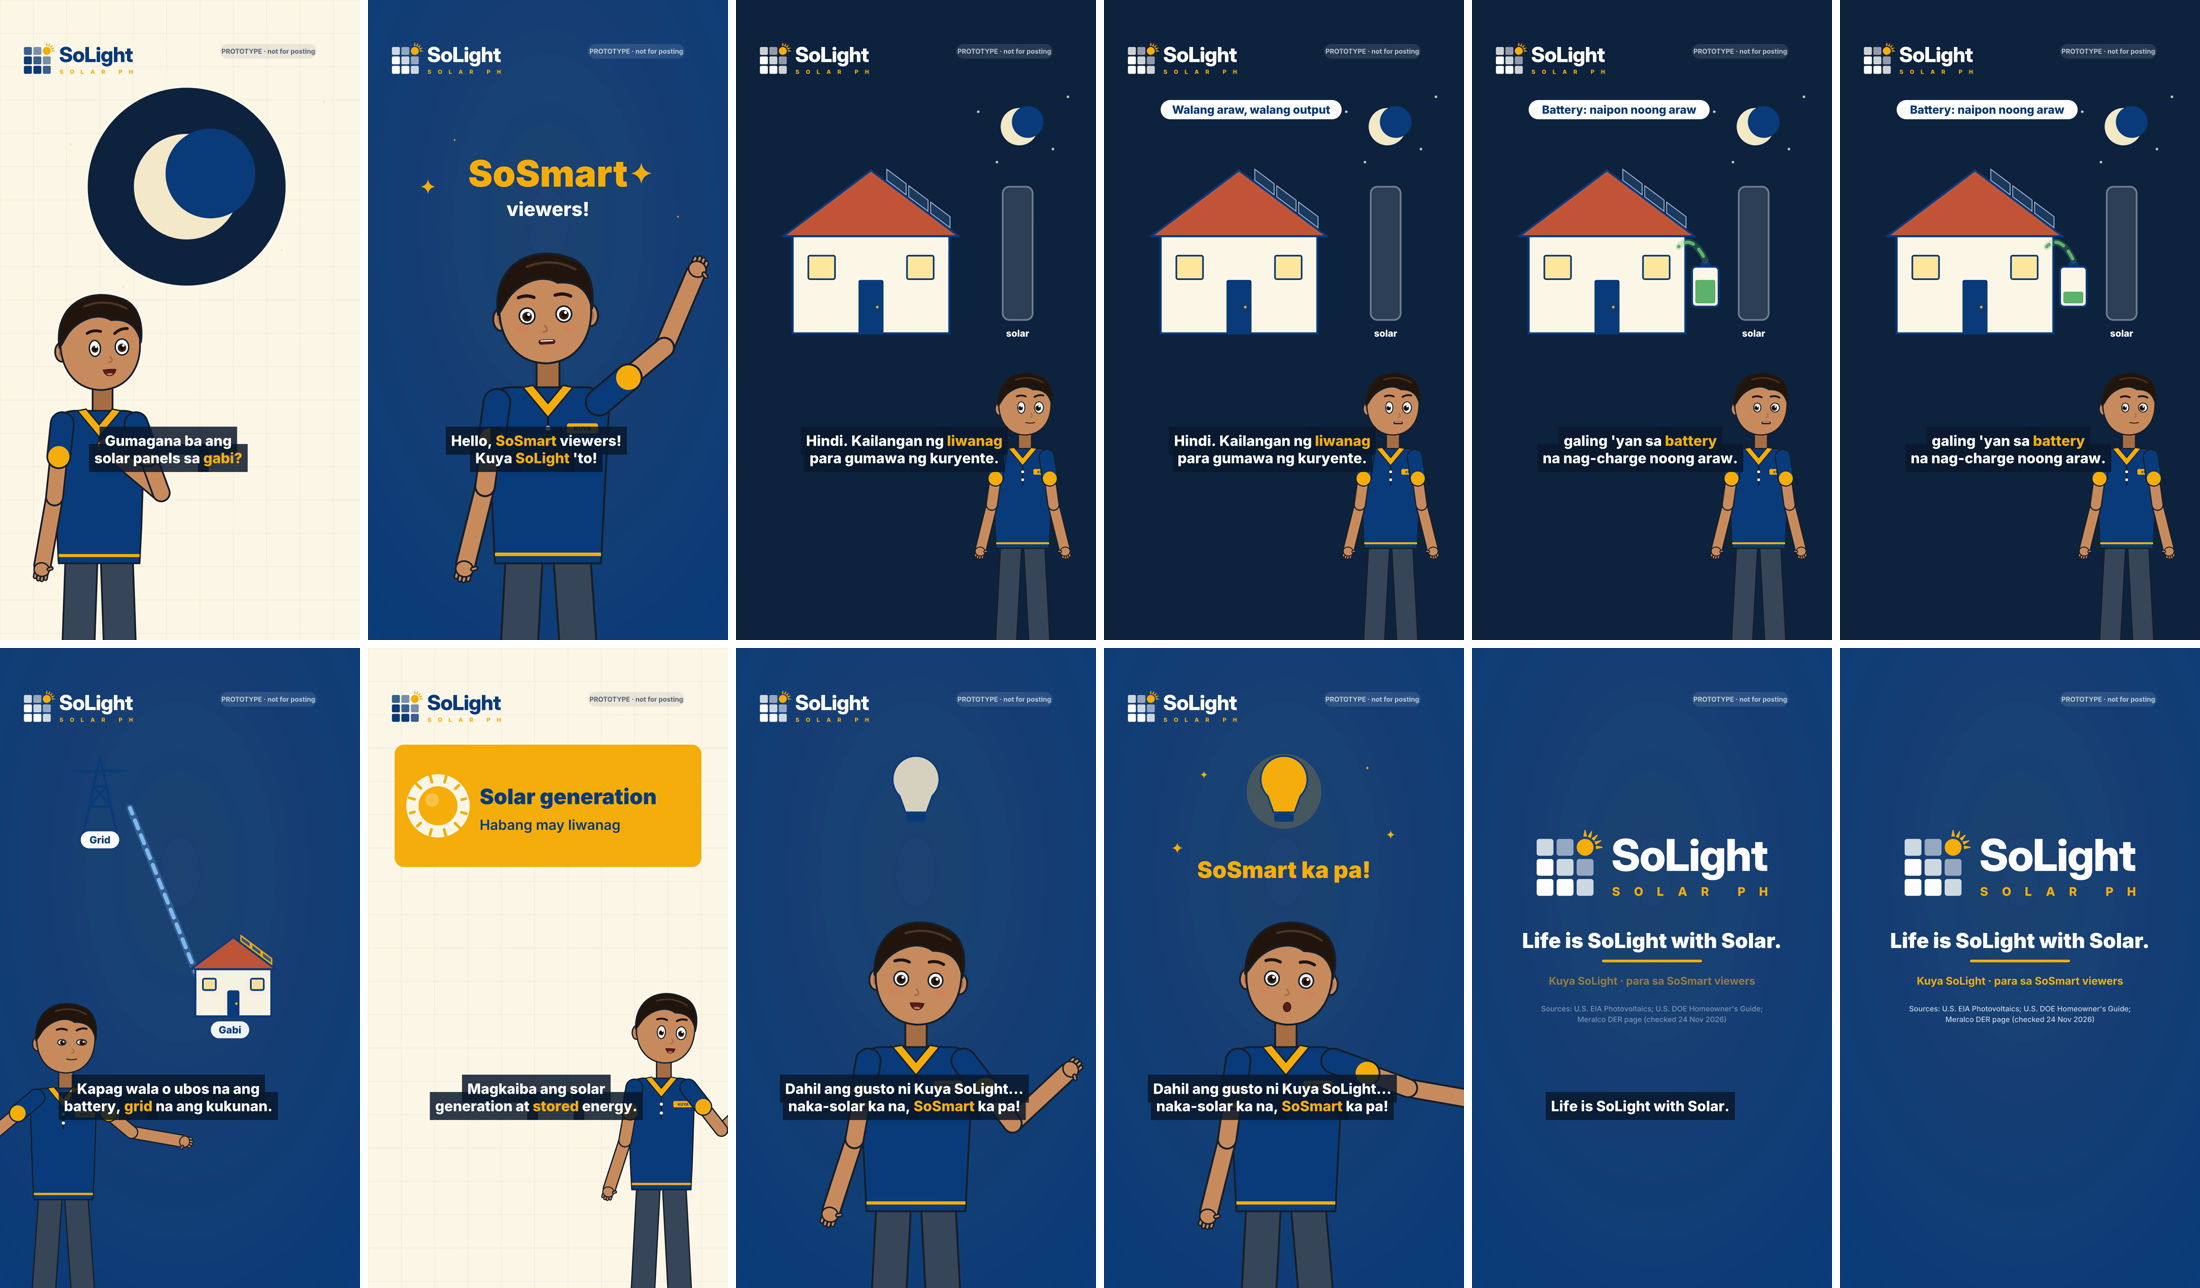 SoLight
SOLAR PH
PROTOTYPE · not for posting
Gumagana ba ang
solar panels sa gabi?
SoLight
SOLAR PH
PROTOTYPE · not for posting
SoSmart
viewers!
Hello, SoSmart viewers!
Kuya SoLight 'to!
SoLight
SOLAR PH
PROTOTYPE · not for posting
solar
Hindi. Kailangan ng liwanag
para gumawa ng kuryente.
SoLight
SOLAR PH
PROTOTYPE · not for posting
Walang araw, walang output
solar
Hindi. Kailangan ng liwanag
para gumawa ng kuryente.
SoLight
SOLAR PH
PROTOTYPE · not for posting
Battery: naipon noong araw
solar
galing 'yan sa battery
na nag-charge noong araw.
SoLight
SOLAR PH
PROTOTYPE · not for posting
Battery: naipon noong araw
solar
galing 'yan sa battery
na nag-charge noong araw.
SoLight
SOLAR PH
PROTOTYPE · not for posting
Grid
Gabi
Kapag wala o ubos na ang
battery, grid na ang kukunan.
SoLight
SOLAR PH
PROTOTYPE · not for posting
Solar generation
Habang may liwanag
Magkaiba ang solar
generation at stored energy.
SoLight
SOLAR PH
PROTOTYPE · not for posting
Dahil ang gusto ni Kuya SoLight...
naka-solar ka na, SoSmart ka pa!
SoLight
SOLAR PH
PROTOTYPE · not for posting
SoSmart ka pa!
Dahil ang gusto ni Kuya SoLight...
naka-solar ka na, SoSmart ka pa!
PROTOTYPE · not for posting
SoLight
SOLAR PH
Life is SoLight with Solar.
Kuya SoLight · para sa SoSmart viewers
Sources: U.S. EIA Photovoltaics; U.S. DOE Homeowner's Guide;
Meralco DER page (checked 24 Nov 2026)
Life is SoLight with Solar.
PROTOTYPE · not for posting
SoLight
SOLAR PH
Life is SoLight with Solar.
Kuya SoLight · para sa SoSmart viewers
Sources: U.S. EIA Photovoltaics; U.S. DOE Homeowner's Guide;
Meralco DER page (checked 24 Nov 2026)